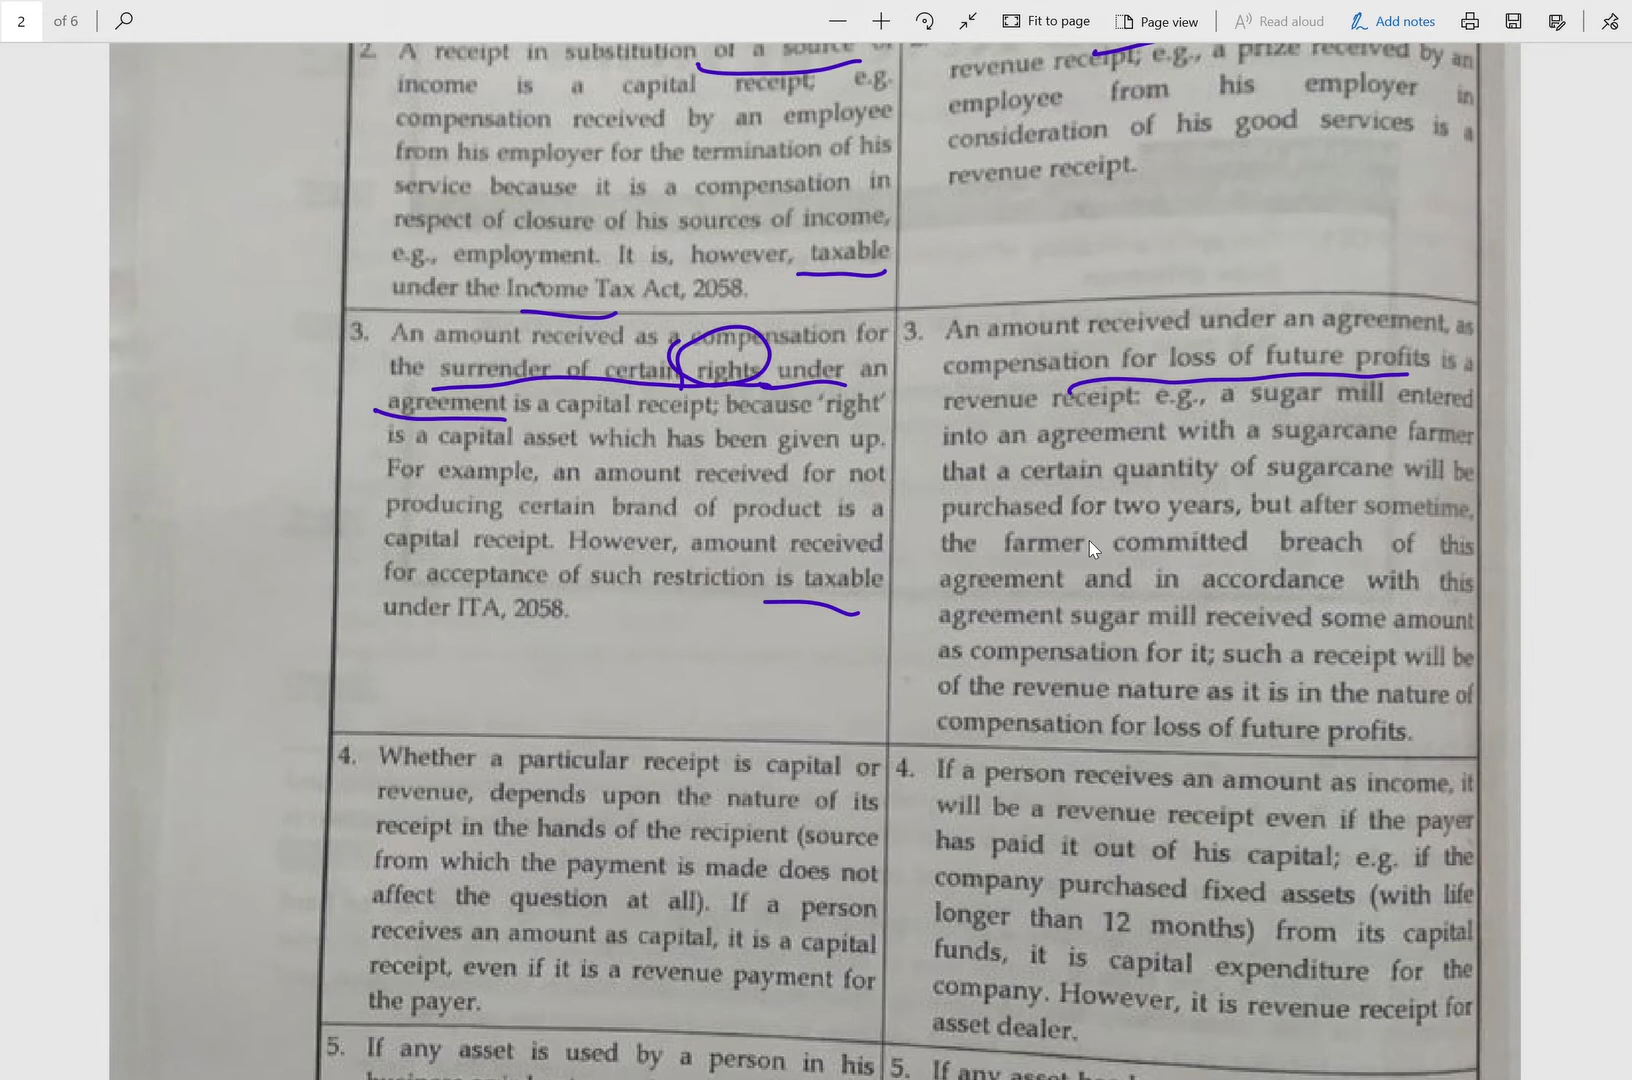 2 of 6 Fit to page Page view Read aloud Add notes
2. A receipt in substitution of a source of
income is a capital receipt; e.g.
compensation received by an employee
from his employer for the termination of his
service because it is a compensation in
respect of closure of his sources of income,
e.g., employment. It is, however, taxable
under the Income Tax Act, 2058.
revenue receipt; e.g., a prize received by an
employee from his employer in
consideration of his good services is a
revenue receipt.
3. An amount received as a compensation for
the surrender of certain rights under an
agreement is a capital receipt; because 'right'
is a capital asset which has been given up.
For example, an amount received for not
producing certain brand of product is a
capital receipt. However, amount received
for acceptance of such restriction is taxable
under ITA, 2058.
3. An amount received under an agreement, as
compensation for loss of future profits is a
revenue receipt: e.g., a sugar mill entered
into an agreement with a sugarcane farmer
that a certain quantity of sugarcane will be
purchased for two years, but after sometime,
the farmer committed breach of this
agreement and in accordance with this
agreement sugar mill received some amount
as compensation for it; such a receipt will be
of the revenue nature as it is in the nature of
compensation for loss of future profits.
4. Whether a particular receipt is capital or
revenue, depends upon the nature of its
receipt in the hands of the recipient (source
from which the payment is made does not
affect the question at all). If a person
receives an amount as capital, it is a capital
receipt, even if it is a revenue payment for
the payer.
4. If a person receives an amount as income, it
will be a revenue receipt even if the payer
has paid it out of his capital; e.g. if the
company purchased fixed assets (with life
longer than 12 months) from its capital
funds, it is capital expenditure for the
company. However, it is revenue receipt for
asset dealer.
5. If any asset is used by a person in his
5. If any asset